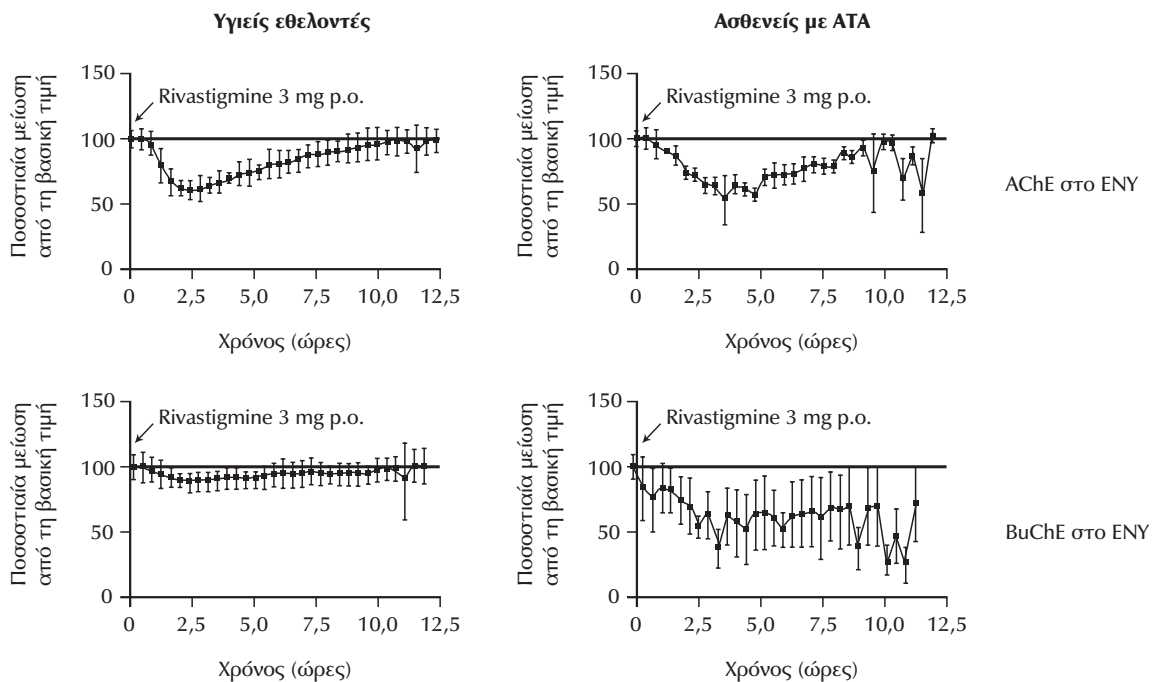 Υγιείς εθελοντές
Ασθενείς με ΑΤΑ
Ποσοστιαία μείωση
από τη βασική τιμή
150
100
50
0
Rivastigmine 3 mg p.o.
0 2,5 5,0 7,5 10,0 12,5
Χρόνος (ώρες)
Ποσοστιαία μείωση
από τη βασική τιμή
150
100
50
0
Rivastigmine 3 mg p.o.
0 2,5 5,0 7,5 10,0 12,5
Χρόνος (ώρες)
AChE στο ΕΝΥ
Ποσοστιαία μείωση
από τη βασική τιμή
150
100
50
0
Rivastigmine 3 mg p.o.
0 2,5 5,0 7,5 10,0 12,5
Χρόνος (ώρες)
Ποσοστιαία μείωση
από τη βασική τιμή
150
100
50
0
Rivastigmine 3 mg p.o.
0 2,5 5,0 7,5 10,0 12,5
Χρόνος (ώρες)
BuChE στο ΕΝΥ